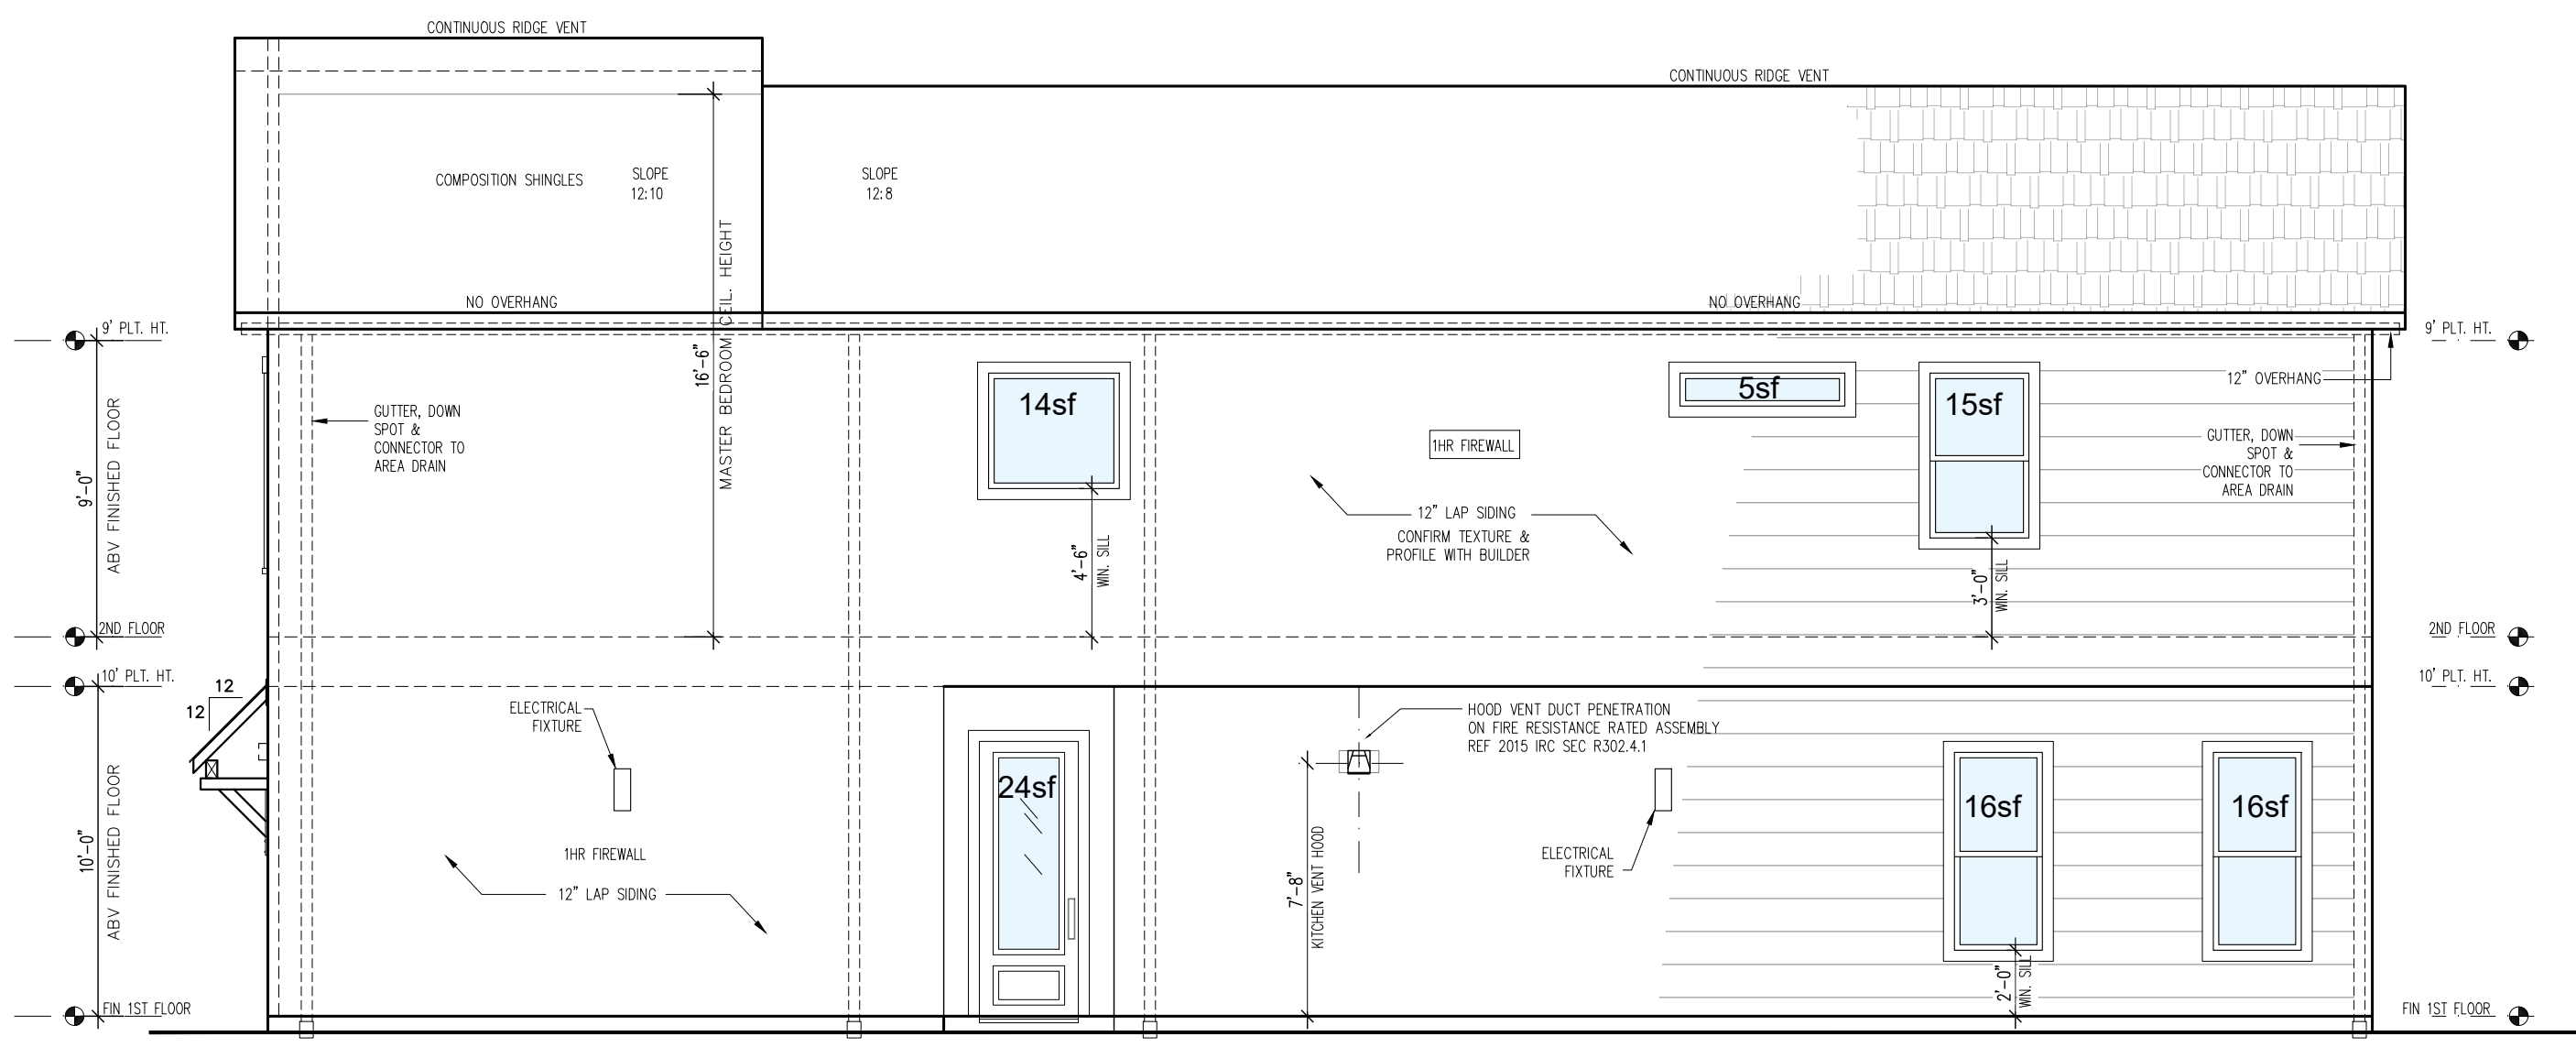 CONTINUOUS RIDGE VENT
CONTINUOUS RIDGE VENT
COMPOSITION SHINGLES
SLOPE
12:10
SLOPE
12:8
NO OVERHANG
NO OVERHANG
9' PLT. HT.
9' PLT. HT.
16'-6"
MASTER BEDROOM CEIL. HEIGHT
12" OVERHANG
14sf
5sf
15sf
GUTTER, DOWN
SPOT &
CONNECTOR TO
AREA DRAIN
1HR FIREWALL
GUTTER, DOWN
SPOT &
CONNECTOR TO
AREA DRAIN
9'-0"
ABV FINISHED FLOOR
12" LAP SIDING
CONFIRM TEXTURE &
PROFILE WITH BUILDER
4'-6"
WIN. SILL
3'-0"
WIN. SILL
2ND FLOOR
2ND FLOOR
10' PLT. HT.
10' PLT. HT.
12
12
ELECTRICAL
FIXTURE
HOOD VENT DUCT PENETRATION
ON FIRE RESISTANCE RATED ASSEMBLY
REF 2015 IRC SEC R302.4.1
24sf
16sf
16sf
10'-0"
ABV FINISHED FLOOR
1HR FIREWALL
12" LAP SIDING
7'-8"
KITCHEN VENT HOOD
ELECTRICAL
FIXTURE
2'-0"
WIN. SILL
FIN 1ST FLOOR
FIN 1ST FLOOR